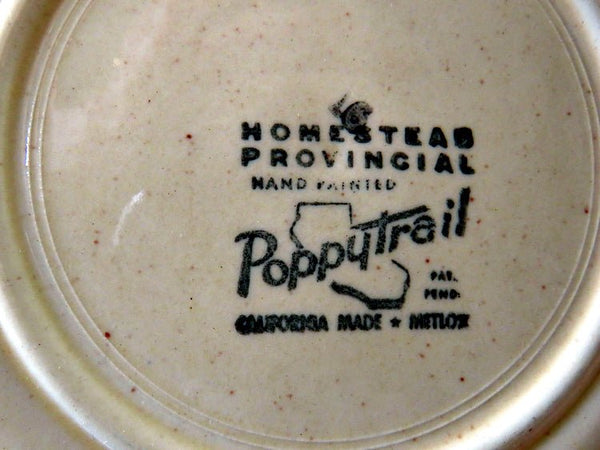 HOMESTEAD
PROVINCIAL
HAND PAINTED
Poppytrail
PAT.
PEND.
CALIFORNIA MADE ★ METLOX